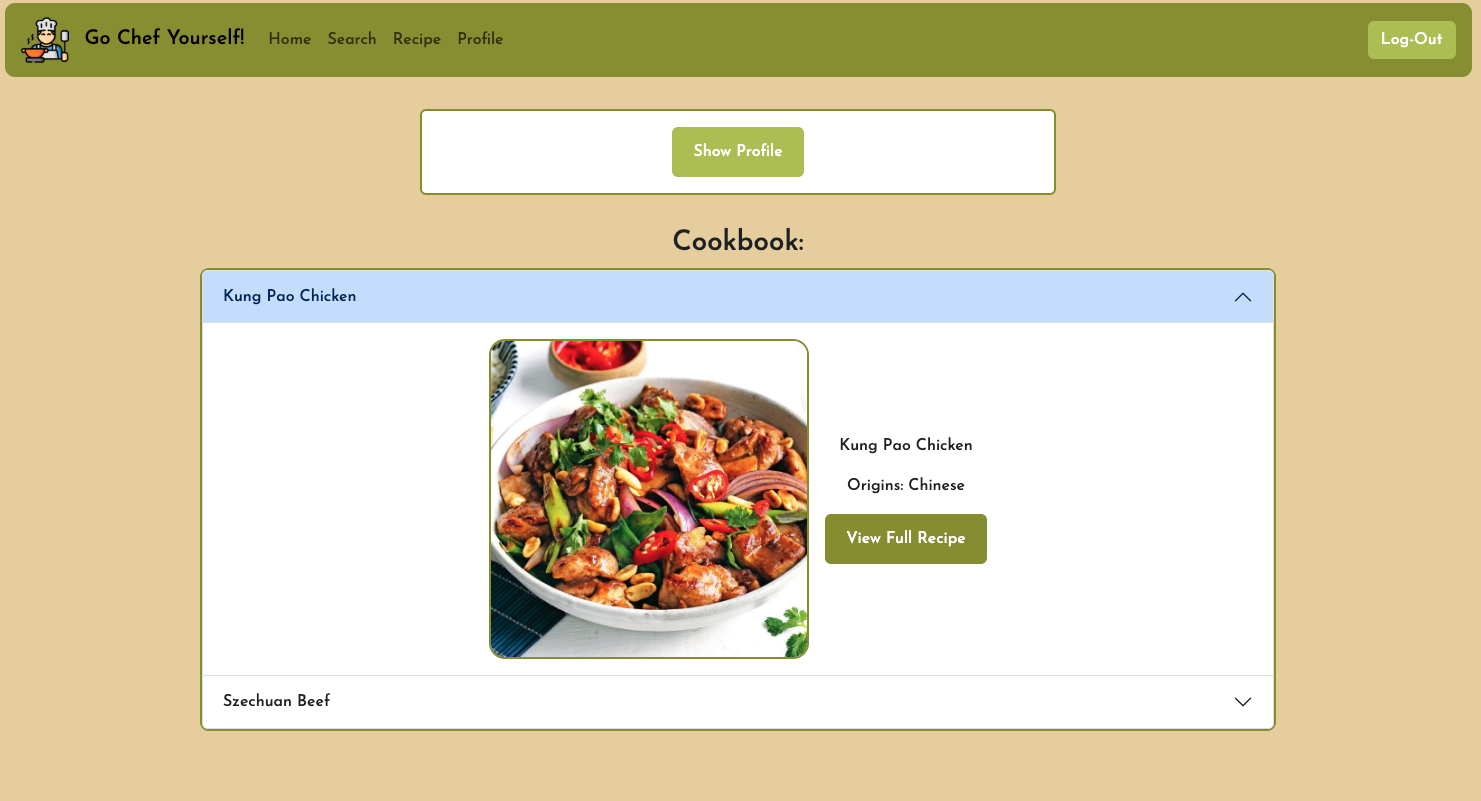 Go Chef Yourself! Home Search Recipe Profile Log-Out
Show Profile
Cookbook:
Kung Pao Chicken
Kung Pao Chicken
Origins: Chinese
View Full Recipe
Szechuan Beef